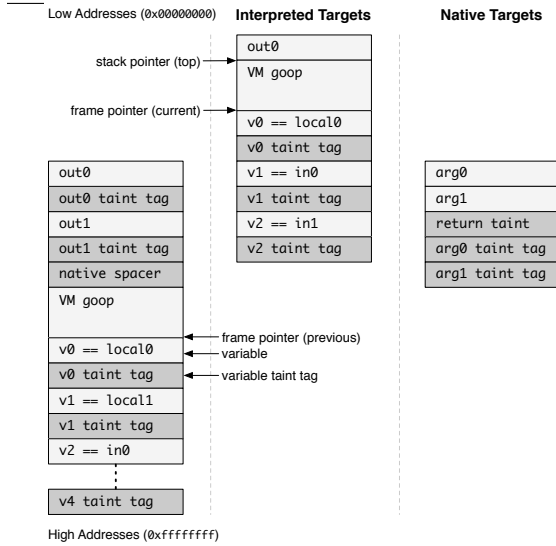 Low Addresses (0x00000000)
Interpreted Targets
Native Targets
out0
stack pointer (top)
VM goop
frame pointer (current)
v0 == local0
v0 taint tag
v1 == in0
v1 taint tag
v2 == in1
v2 taint tag
arg0
arg1
return taint
arg0 taint tag
arg1 taint tag
out0
out0 taint tag
out1
out1 taint tag
native spacer
VM goop
frame pointer (previous)
v0 == local0
variable
v0 taint tag
variable taint tag
v1 == local1
v1 taint tag
v2 == in0
v4 taint tag
High Addresses (0xffffffff)